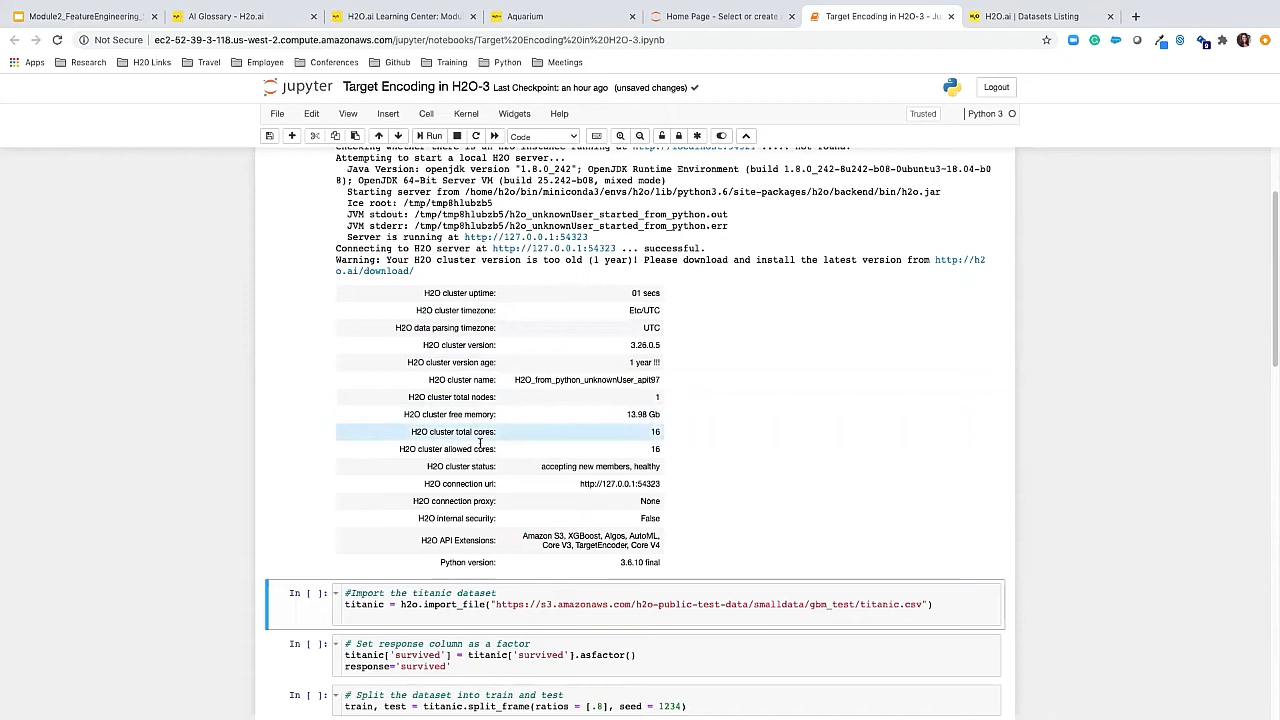 Module2_FeatureEngineering_
AI Glossary - H2o.ai
H2O.ai Learning Center: Modu
Aquarium
Home Page - Select or create a
Target Encoding in H2O-3 - Ju
H2O.ai | Datasets Listing
Not Secure | ec2-52-39-3-118.us-west-2.compute.amazonaws.com/jupyter/notebooks/Target%20Encoding%20in%20H2O-3.ipynb
Apps Research H2O Links Travel Employee Conferences Github Training Python Meetings
jupyter Target Encoding in H2O-3 Last Checkpoint: an hour ago (unsaved changes) Logout
File Edit View Insert Cell Kernel Widgets Help Trusted Python 3
Run Code
Checking whether there is an H2O instance running at http://localhost:54321 ..... not found.
Attempting to start a local H2O server...
Java Version: openjdk version "1.8.0_242"; OpenJDK Runtime Environment (build 1.8.0_242-8u242-b08-0ubuntu3~18.04-b0
8); OpenJDK 64-Bit Server VM (build 25.242-b08, mixed mode)
Starting server from /home/h2o/bin/miniconda3/envs/h2o/lib/python3.6/site-packages/h2o/backend/bin/h2o.jar
Ice root: /tmp/tmp8hlubzb5
JVM stdout: /tmp/tmp8hlubzb5/h2o_unknownUser_started_from_python.out
JVM stderr: /tmp/tmp8hlubzb5/h2o_unknownUser_started_from_python.err
Server is running at http://127.0.0.1:54323
Connecting to H2O server at http://127.0.0.1:54323 ... successful.
Warning: Your H2O cluster version is too old (1 year)! Please download and install the latest version from http://h2
o.ai/download/
H2O cluster uptime: 01 secs
H2O cluster timezone: Etc/UTC
H2O data parsing timezone: UTC
H2O cluster version: 3.26.0.5
H2O cluster version age: 1 year !!!
H2O cluster name: H2O_from_python_unknownUser_apit97
H2O cluster total nodes: 1
H2O cluster free memory: 13.98 Gb
H2O cluster total cores: 16
H2O cluster allowed cores: 16
H2O cluster status: accepting new members, healthy
H2O connection url: http://127.0.0.1:54323
H2O connection proxy: None
H2O internal security: False
H2O API Extensions: Amazon S3, XGBoost, Algos, AutoML,
Core V3, TargetEncoder, Core V4
Python version: 3.6.10 final
In [ ]: #Import the titanic dataset
titanic = h2o.import_file("https://s3.amazonaws.com/h2o-public-test-data/smalldata/gbm_test/titanic.csv")
In [ ]: # Set response column as a factor
titanic['survived'] = titanic['survived'].asfactor()
response='survived'
In [ ]: # Split the dataset into train and test
train, test = titanic.split_frame(ratios = [.8], seed = 1234)